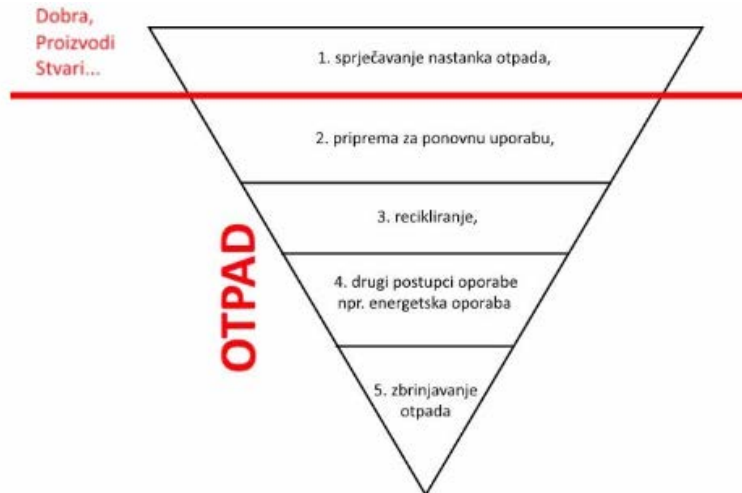 Dobra,
Proizvodi
Stvari...
1. sprječavanje nastanka otpada,
2. priprema za ponovnu uporabu,
3. recikliranje,
4. drugi postupci oporabe
npr. energetska oporaba
5. zbrinjavanje
otpada
OTPAD